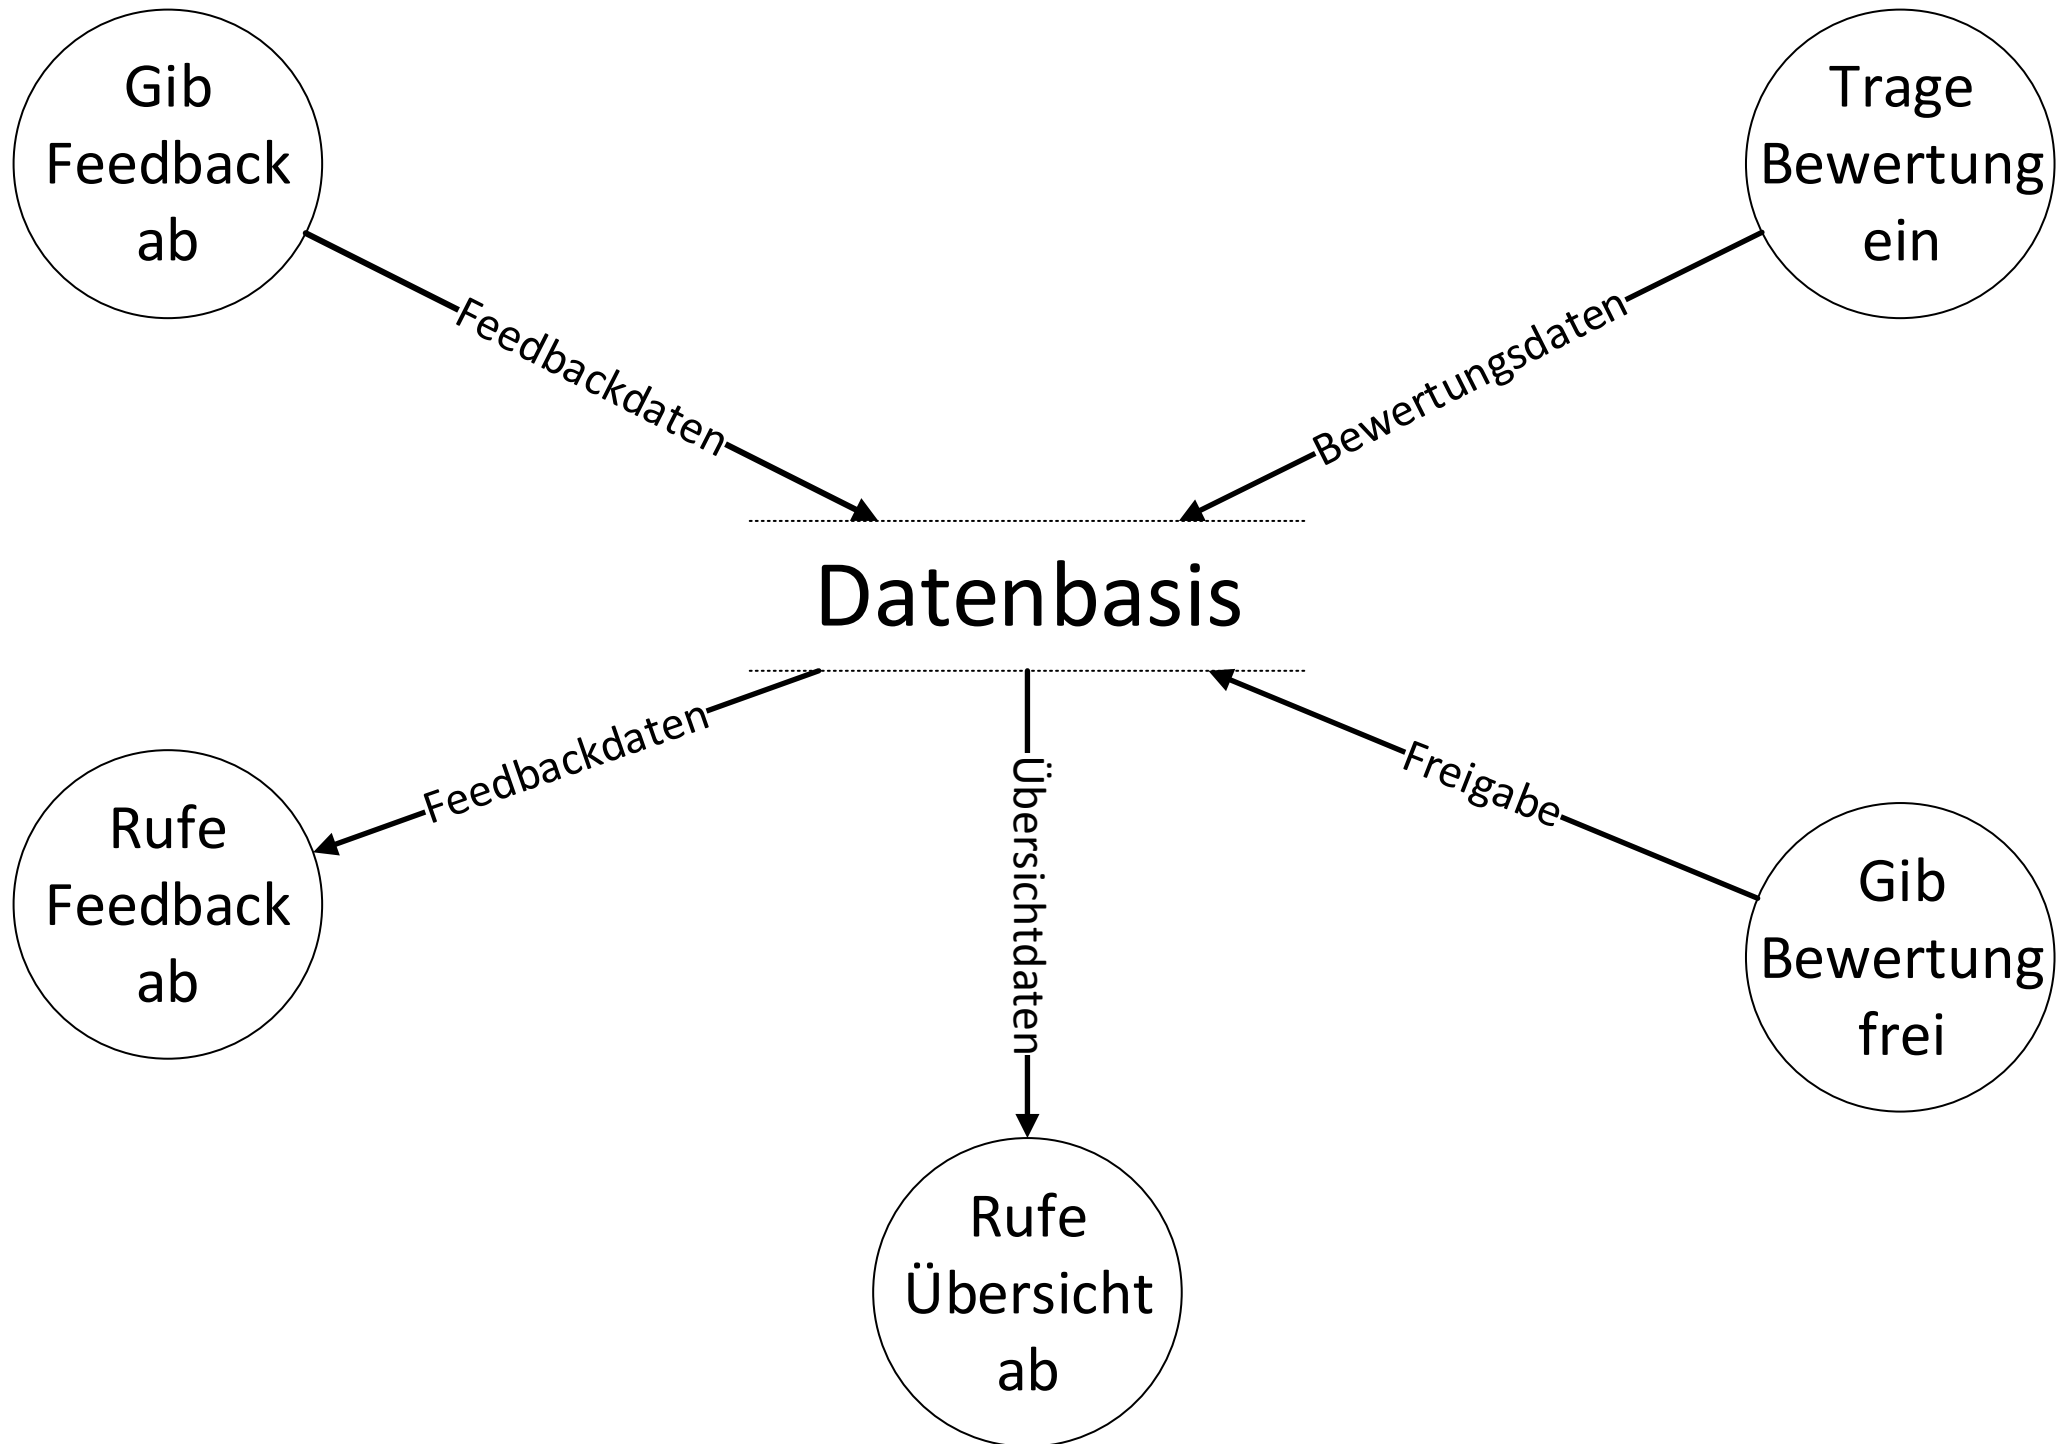 Gib
Feedback
ab
Trage
Bewertung
ein
Feedbackdaten
Bewertungsdaten
Datenbasis
Feedbackdaten
Übersichtdaten
Freigabe
Rufe
Feedback
ab
Gib
Bewertung
frei
Rufe
Übersicht
ab